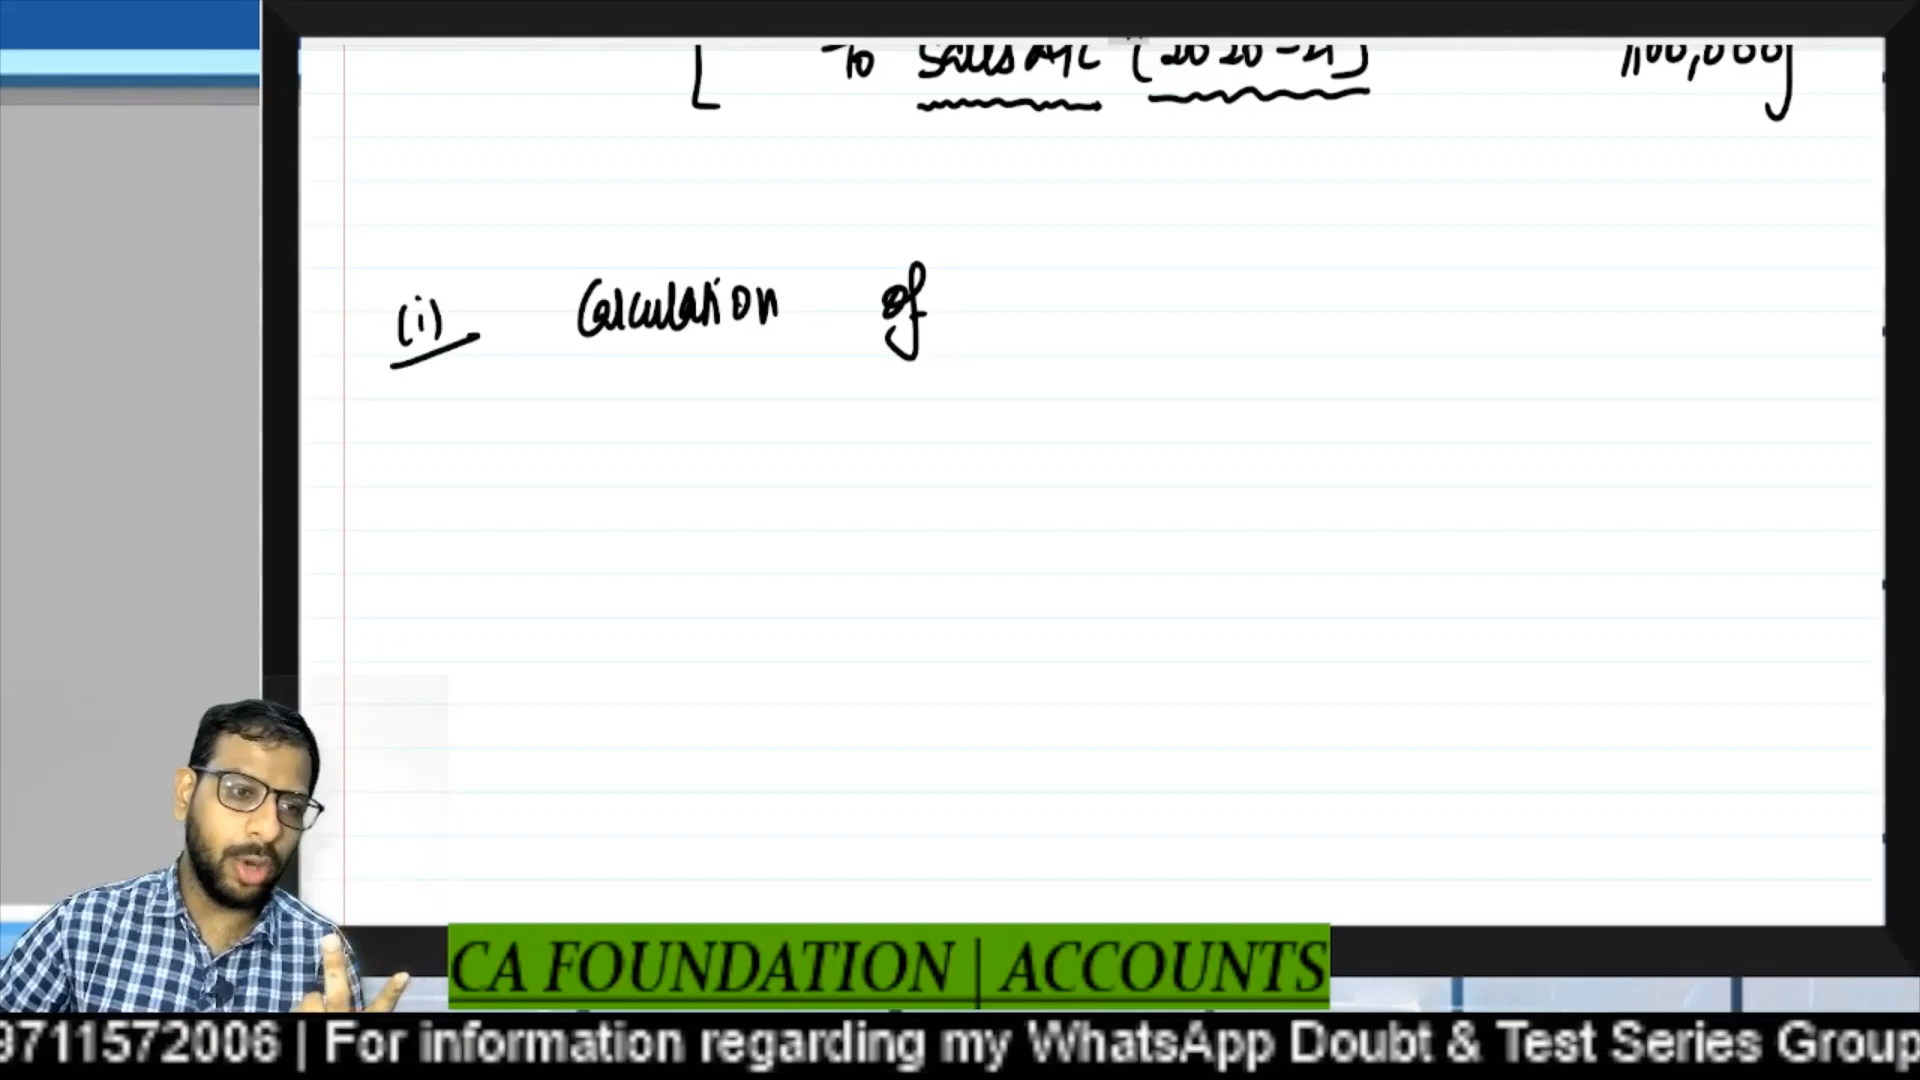 To Sales A/C (2020-21)
(i) Calculation of
CA FOUNDATION | ACCOUNTS
9711572006 | For information regarding my WhatsApp Doubt & Test Series Group